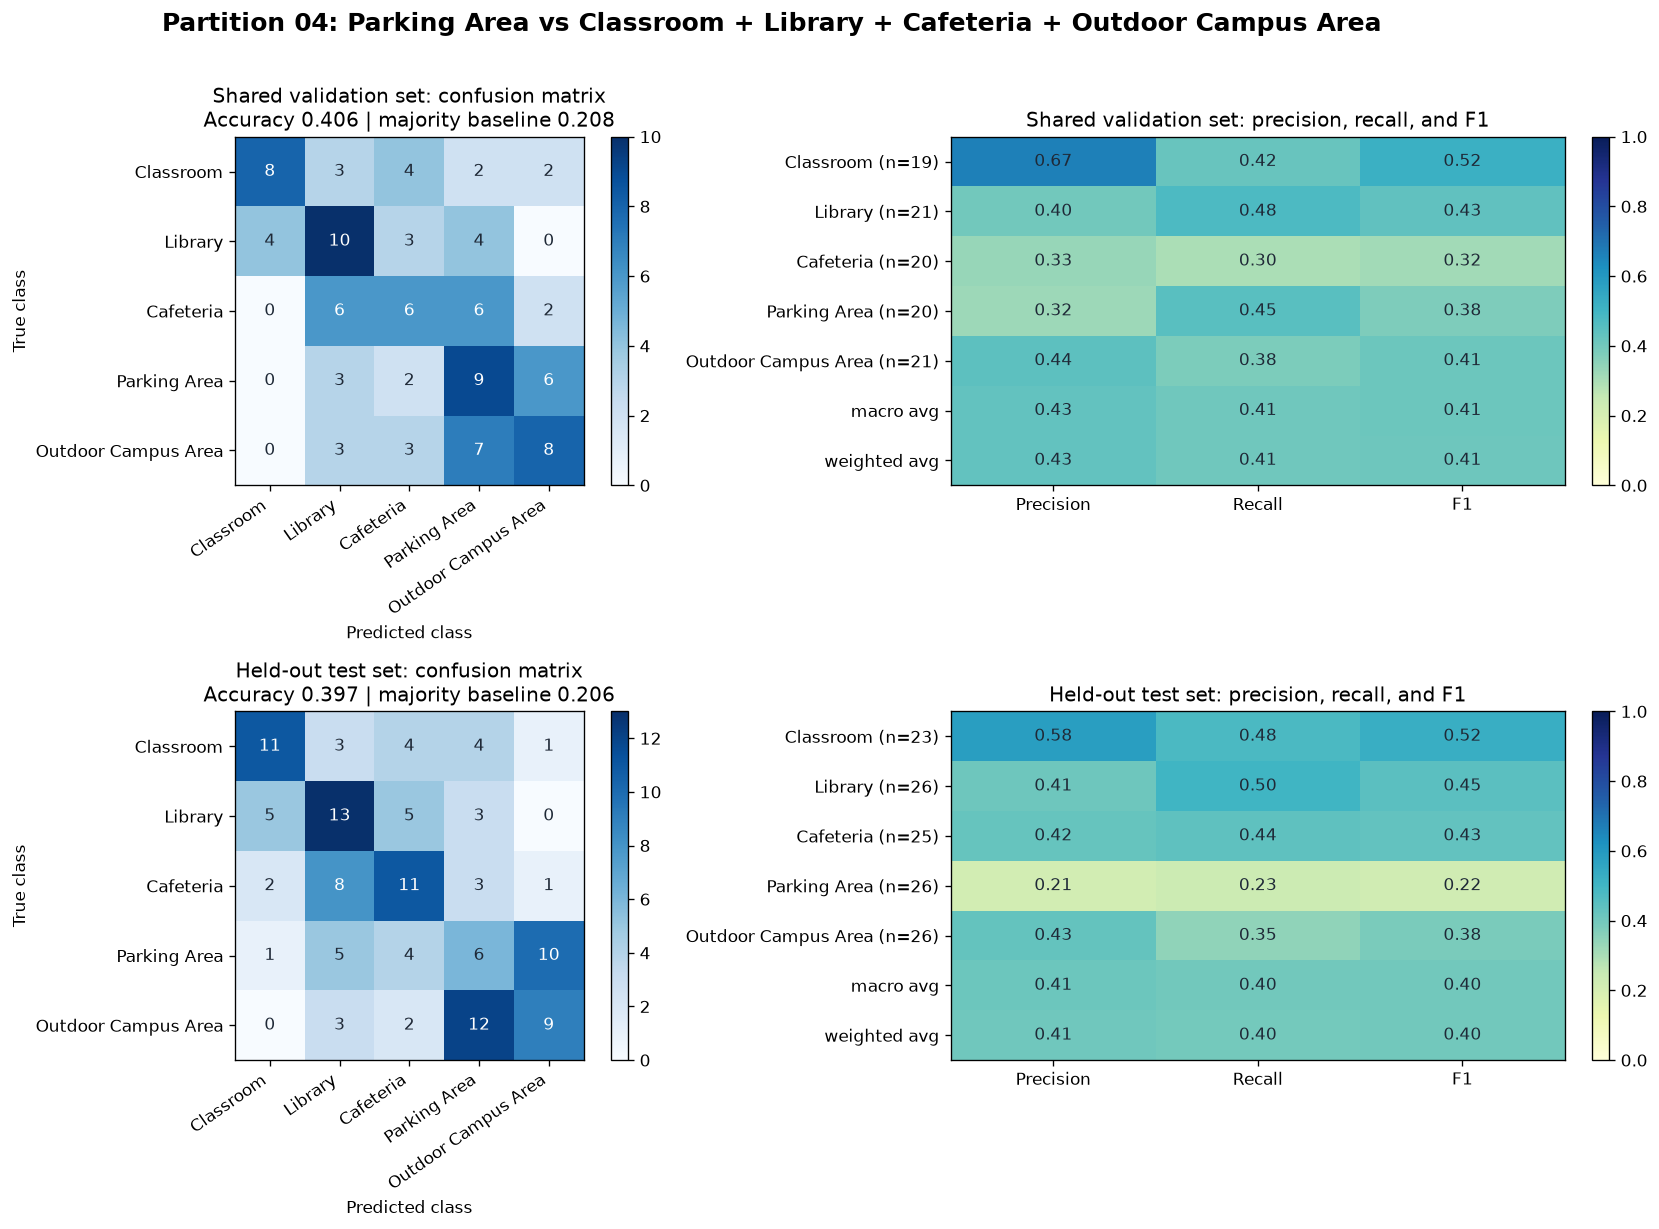 Partition 04: Parking Area vs Classroom + Library + Cafeteria + Outdoor Campus Area
Shared validation set: confusion matrix
Accuracy 0.406 | majority baseline 0.208
True class
Classroom 8 3 4 2 2
Library 4 10 3 4 0
Cafeteria 0 6 6 6 2
Parking Area 0 3 2 9 6
Outdoor Campus Area 0 3 3 7 8
Classroom Library Cafeteria Parking Area Outdoor Campus Area
Predicted class
10
8
6
4
2
0
Shared validation set: precision, recall, and F1
Classroom (n=19) 0.67 0.42 0.52
Library (n=21) 0.40 0.48 0.43
Cafeteria (n=20) 0.33 0.30 0.32
Parking Area (n=20) 0.32 0.45 0.38
Outdoor Campus Area (n=21) 0.44 0.38 0.41
macro avg 0.43 0.41 0.41
weighted avg 0.43 0.41 0.41
Precision Recall F1
1.0
0.8
0.6
0.4
0.2
0.0
Held-out test set: confusion matrix
Accuracy 0.397 | majority baseline 0.206
True class
Classroom 11 3 4 4 1
Library 5 13 5 3 0
Cafeteria 2 8 11 3 1
Parking Area 1 5 4 6 10
Outdoor Campus Area 0 3 2 12 9
Classroom Library Cafeteria Parking Area Outdoor Campus Area
Predicted class
12
10
8
6
4
2
0
Held-out test set: precision, recall, and F1
Classroom (n=23) 0.58 0.48 0.52
Library (n=26) 0.41 0.50 0.45
Cafeteria (n=25) 0.42 0.44 0.43
Parking Area (n=26) 0.21 0.23 0.22
Outdoor Campus Area (n=26) 0.43 0.35 0.38
macro avg 0.41 0.40 0.40
weighted avg 0.41 0.40 0.40
Precision Recall F1
1.0
0.8
0.6
0.4
0.2
0.0